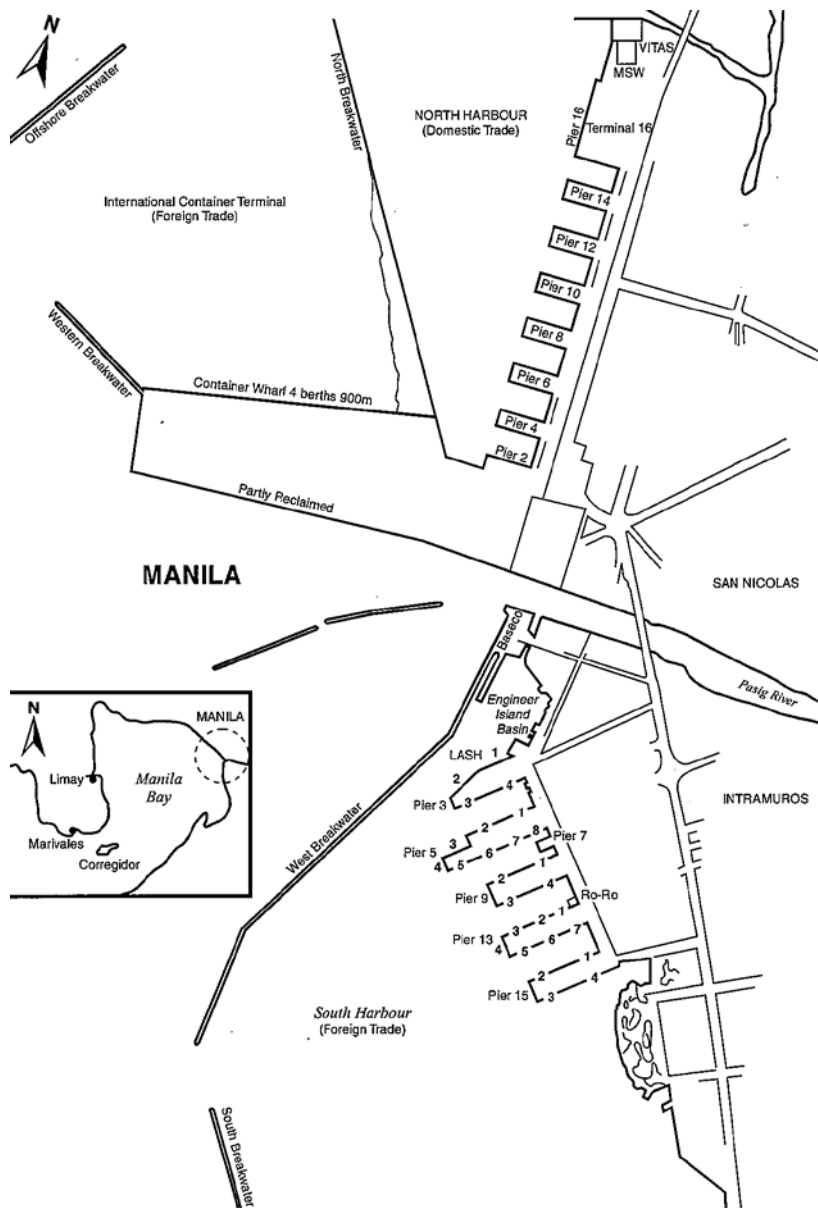 N
Offshore Breakwater
North Breakwater
NORTH HARBOUR
(Domestic Trade)
VITAS
MSW
Pier 16
Terminal 16
International Container Terminal
(Foreign Trade)
Pier 14
Pier 12
Pier 10
Pier 8
Pier 6
Pier 4
Pier 2
Western Breakwater
Container Wharf 4 berths 900m
Partly Reclaimed
MANILA
SAN NICOLAS
Pasig River
Baseco
Engineer
Island
Basin
LASH 1
2
Pier 3 3 4
2 1
3
Pier 5 4 5 6 7 8 Pier 7
2 1
Pier 9 3 4
Ro-Ro
3 2 1
Pier 13 4 5 6 7
2 1
Pier 15 3 4
INTRAMUROS
West Breakwater
South Harbour
(Foreign Trade)
South Breakwater
N
MANILA
Limay
Manila
Bay
Marivales
Corregidor